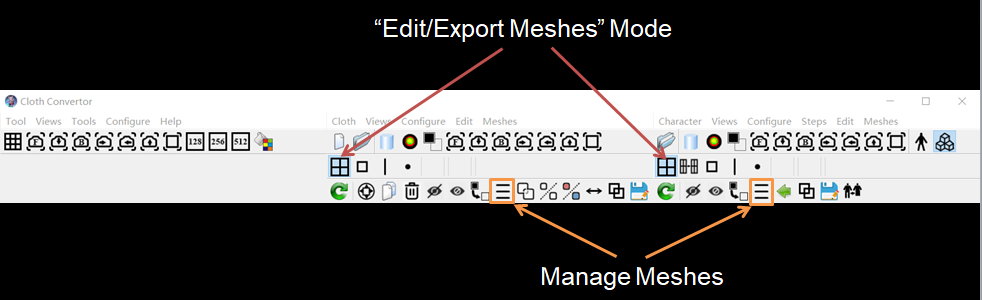 “Edit/Export Meshes” Mode
Cloth Convertor
Tool Views Tools Configure Help
Cloth Views Configure Edit Meshes
Character Views Configure Steps Edit Meshes
F B 128 256 512
F B
F B
Manage Meshes